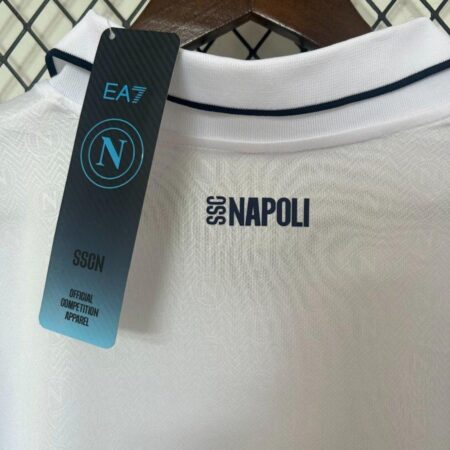 EA7
N
SSCN
OFFICIAL
COMPETITION
APPAREL
SSC NAPOLI